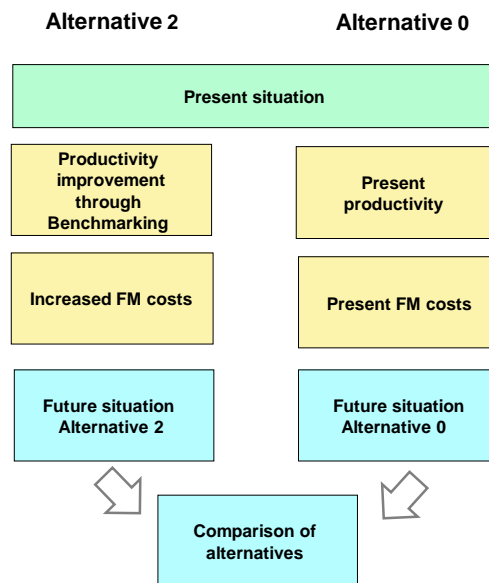 Alternative 2
Alternative 0
Present situation
Productivity
improvement
through
Benchmarking
Present
productivity
Increased FM costs
Present FM costs
Future situation
Alternative 2
Future situation
Alternative 0
Comparison of
alternatives